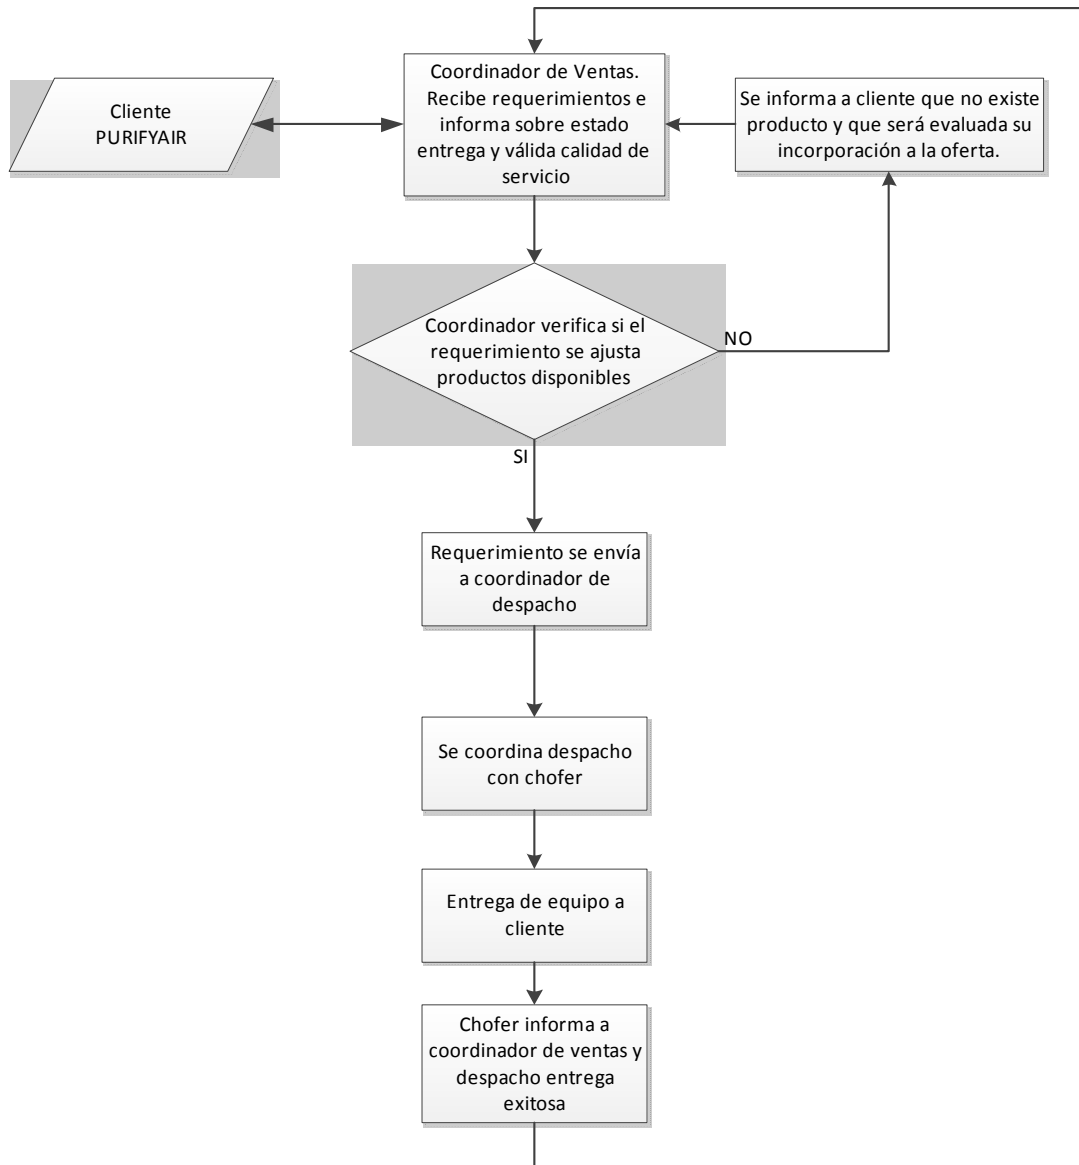 Cliente
PURIFYAIR
Coordinador de Ventas.
Recibe requerimientos e
informa sobre estado
entrega y válida calidad de
servicio
Se informa a cliente que no existe
producto y que será evaluada su
incorporación a la oferta.
Coordinador verifica si el
requerimiento se ajusta
productos disponibles
NO
SI
Requerimiento se envía
a coordinador de
despacho
Se coordina despacho
con chofer
Entrega de equipo a
cliente
Chofer informa a
coordinador de ventas y
despacho entrega
exitosa